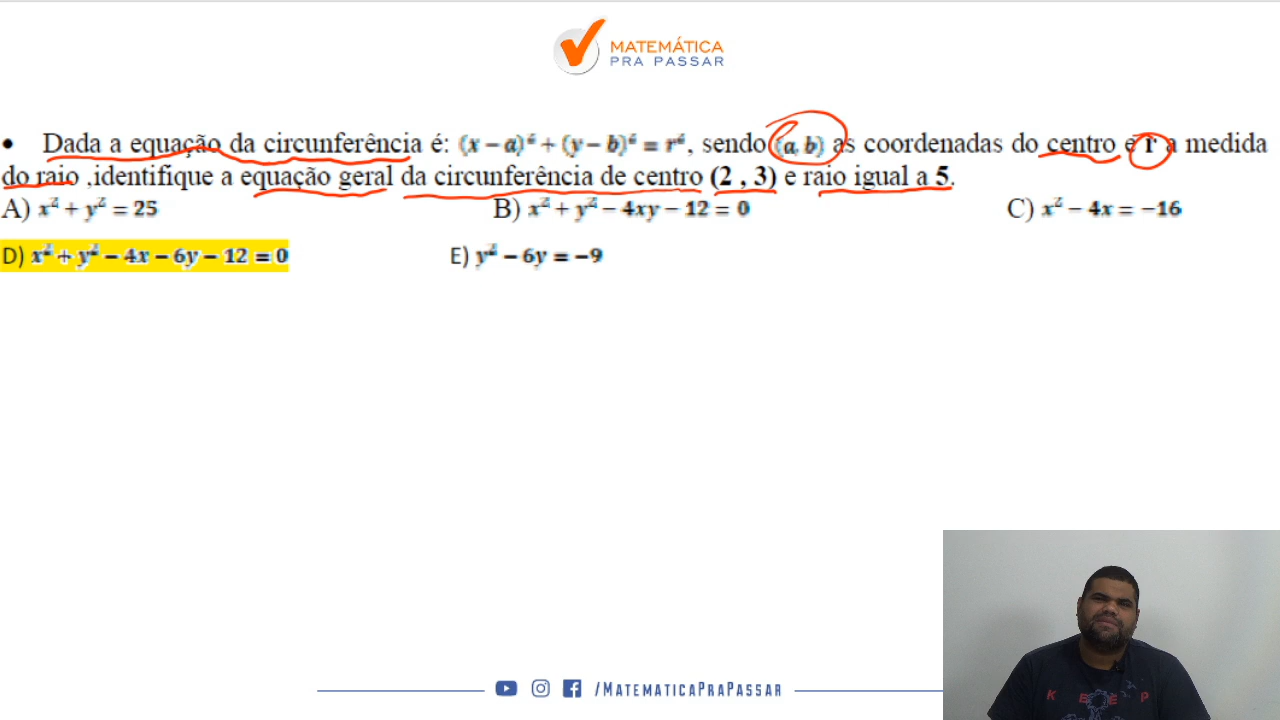 MATEMÁTICA
PRA PASSAR
• Dada a equação da circunferência é: (x − a)² + (y − b)² = r², sendo (a, b) as coordenadas do centro e r a medida
do raio ,identifique a equação geral da circunferência de centro (2 , 3) e raio igual a 5.
A) x² + y² = 25 B) x² + y² − 4xy − 12 = 0 C) x² − 4x = −16
D) x² + y² − 4x − 6y − 12 = 0 E) y² − 6y = −9
K E E P
/MATEMATICAPRAPASSAR